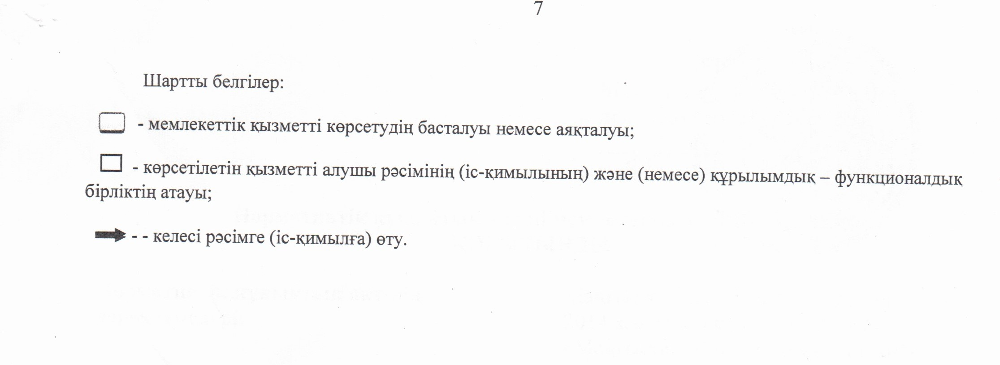 7
Шартты белгілер:
- мемлекеттік қызметті көрсетудің басталуы немесе аяқталуы;
- көрсетілетін қызметті алушы рәсімінің (іс-қимылының) және (немесе) құрылымдық – функционалдық
бірліктің атауы;
- - келесі рәсімге (іс-қимылға) өту.